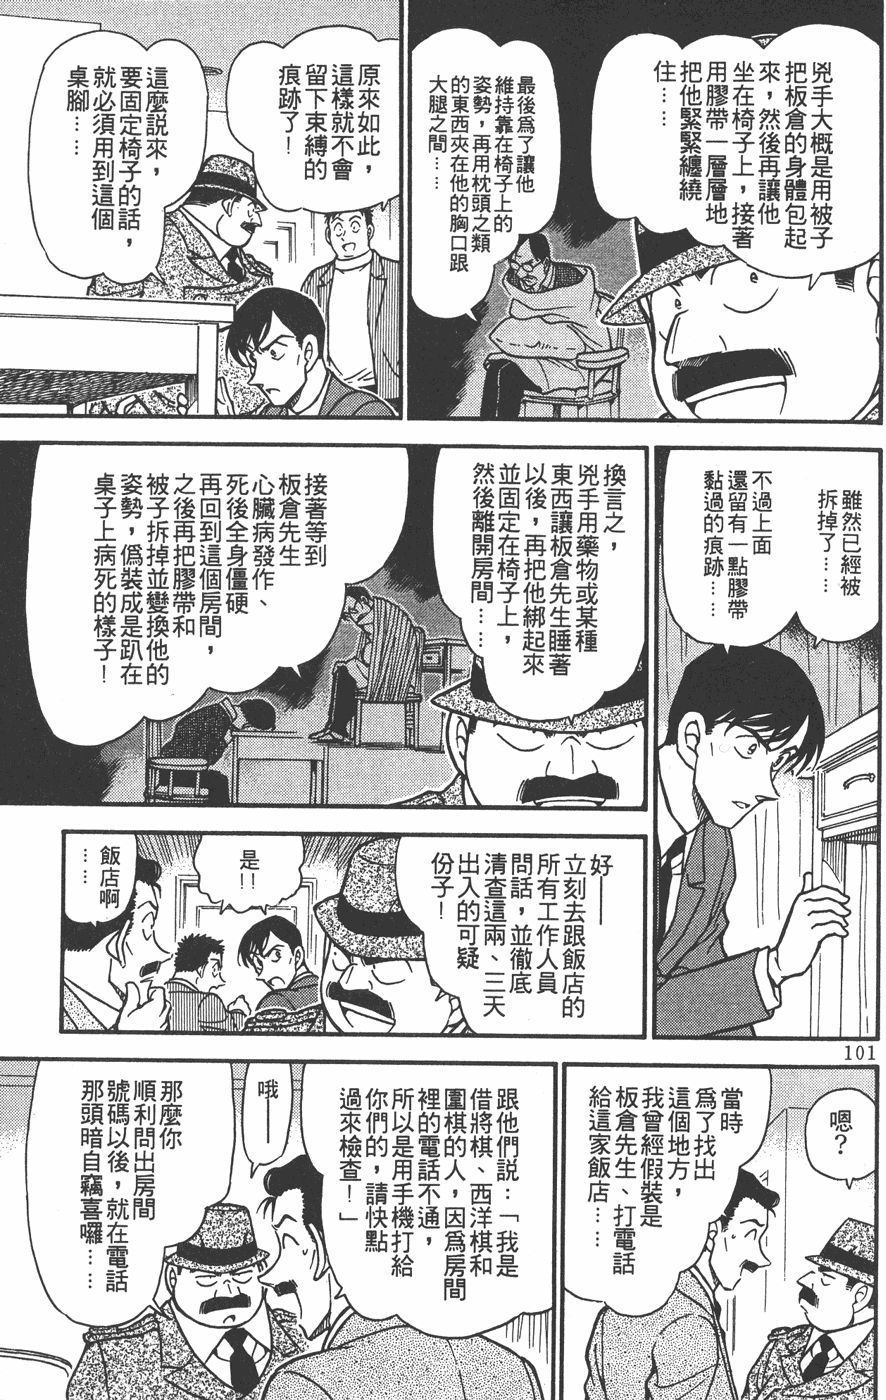 兇手大概是用被子
把板倉的身體包起
來，然後再讓他
坐在椅子上，接著
用膠帶一層層地
把他緊緊纏繞
住……
最後為了讓他
維持靠在椅子上的
姿勢，再用枕頭之類
的東西夾在他的胸口跟
大腿之間……
原來如此，
這樣就不會
留下束縛的
痕跡了！
這麼說來，
要固定椅子的話，
就必須用到這個
桌腳……
雖然已經被
拆掉了……
不過上面
還留有一點膠帶
黏過的痕跡……
換言之，
兇手用藥物或某種
東西讓板倉先生睡著
以後，再把他綁起來
並固定在椅子上，
然後離開房間……
接著等到
板倉先生
心臟病發作、
死後全身僵硬
再回到這個房間，
之後再把膠帶和
被子拆掉並變換他的
姿勢，偽裝成是趴在
桌子上病死的樣子！
好——
立刻去跟飯店的
所有工作人員
問話，並徹底
清查這兩、三天
出入的可疑
份子！
是!!
飯店啊
……
101
嗯？
當時
為了找出
這個地方，
我曾經假裝是
板倉先生、打電話
給這家飯店……
跟他們說：「我是
借將棋、西洋棋和
圍棋的人，因為房間
裡的電話不通，
所以是用手機打給
你們的，請快點
過來檢查！」
哦——
那麼你
順利問出房間
號碼以後，就在電話
那頭暗自竊喜囉……